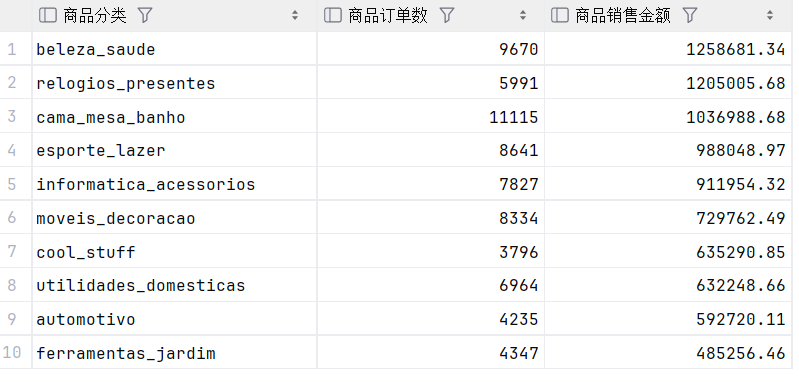 商品分类 商品订单数 商品销售金额
1 beleza_saude 9670 1258681.34
2 relogios_presentes 5991 1205005.68
3 cama_mesa_banho 11115 1036988.68
4 esporte_lazer 8641 988048.97
5 informatica_acessorios 7827 911954.32
6 moveis_decoracao 8334 729762.49
7 cool_stuff 3796 635290.85
8 utilidades_domesticas 6964 632248.66
9 automotivo 4235 592720.11
10 ferramentas_jardim 4347 485256.46